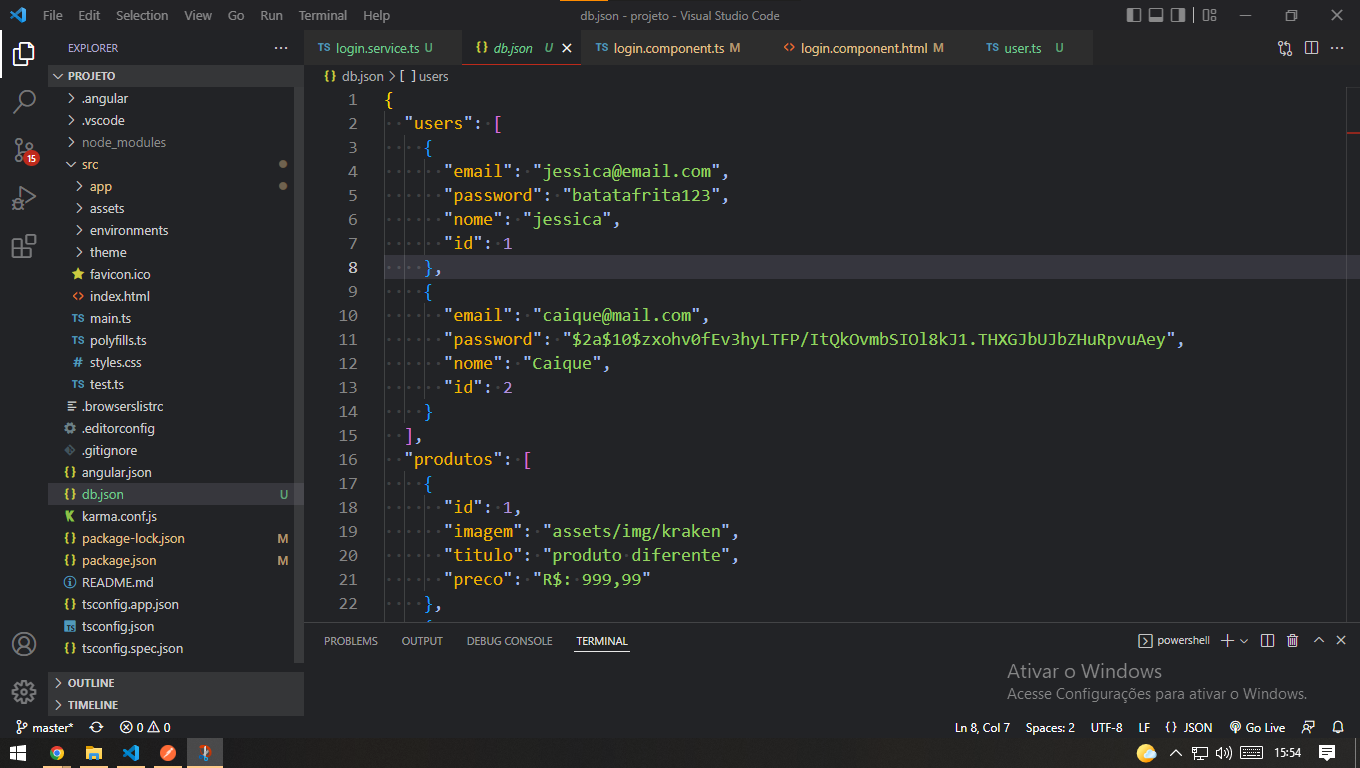 File Edit Selection View Go Run Terminal Help
db.json - projeto - Visual Studio Code
EXPLORER
PROJETO
.angular
.vscode
node_modules
src
app
assets
environments
theme
favicon.ico
index.html
TS main.ts
TS polyfills.ts
# styles.css
TS test.ts
.browserslistrc
.editorconfig
.gitignore
{} angular.json
{} db.json U
karma.conf.js
{} package-lock.json M
{} package.json M
README.md
{} tsconfig.app.json
TS tsconfig.json
{} tsconfig.spec.json
OUTLINE
TIMELINE
15
TS login.service.ts U
{} db.json U
TS login.component.ts M
<> login.component.html M
TS user.ts U
{} db.json > [ ] users
1 {
2 "users": [
3 {
4 "email": "jessica@email.com",
5 "password": "batatafrita123",
6 "nome": "jessica",
7 "id": 1
8 },
9 {
10 "email": "caique@mail.com",
11 "password": "$2a$10$zxohv0fEv3hyLTFP/ItQkOvmbSIOl8kJ1.THXGJbUJbZHuRpvuAey",
12 "nome": "Caique",
13 "id": 2
14 }
15 ],
16 "produtos": [
17 {
18 "id": 1,
19 "imagem": "assets/img/kraken",
20 "titulo": "produto diferente",
21 "preco": "R$: 999,99"
22 },
PROBLEMS OUTPUT DEBUG CONSOLE TERMINAL
powershell
Ativar o Windows
Acesse Configurações para ativar o Windows.
master* 0 0
Ln 8, Col 7 Spaces: 2 UTF-8 LF {} JSON Go Live
15:54